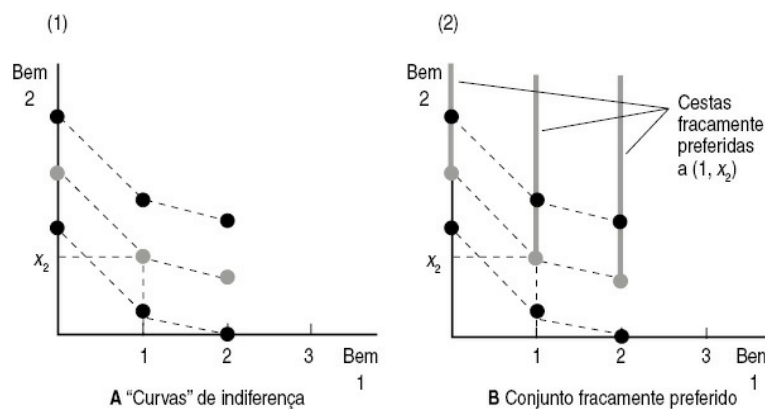 (1)
Bem
2
x₂
1
2
3
Bem
1
A "Curvas" de indiferença
(2)
Bem
2
Cestas
fracamente
preferidas
a (1, x₂)
x₂
1
2
3
Bem
1
B Conjunto fracamente preferido